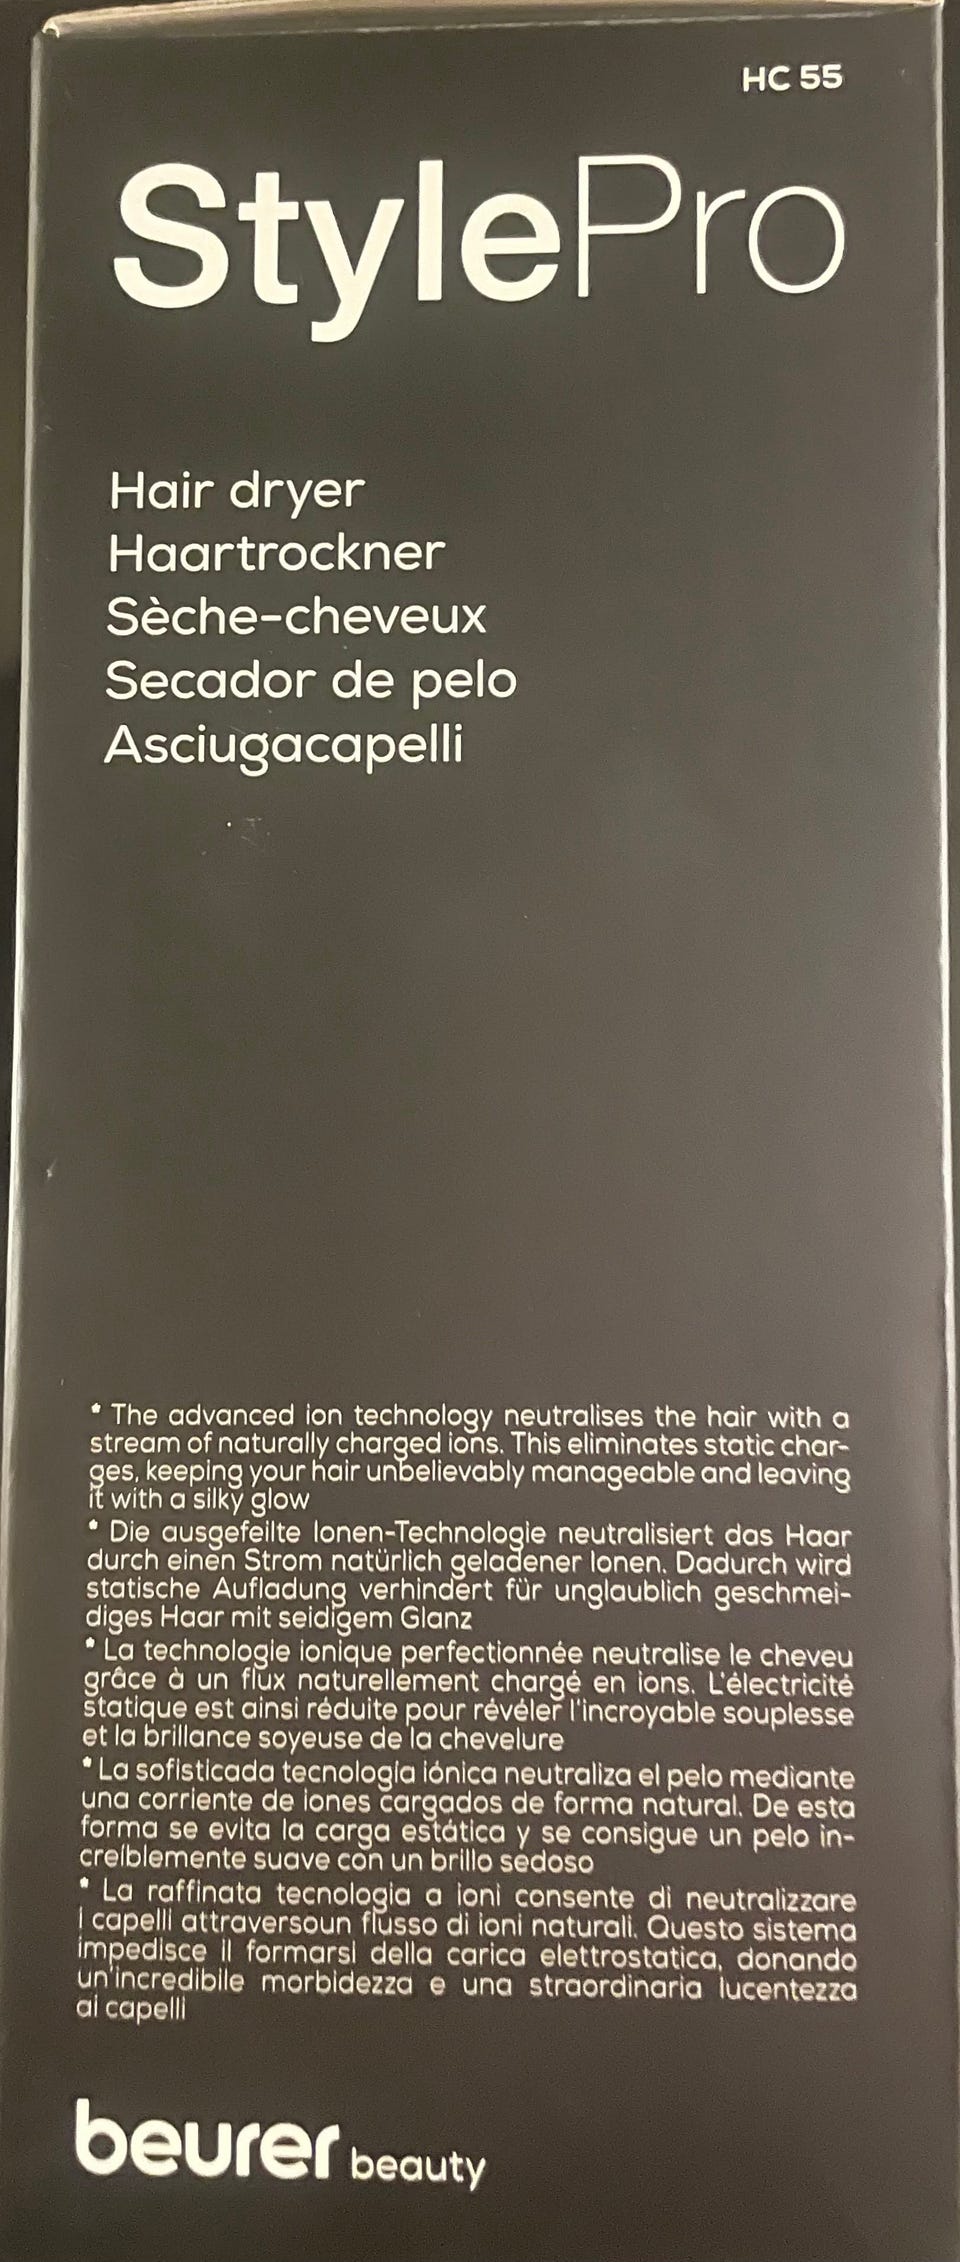 HC 55
StylePro
Hair dryer
Haartrockner
Sèche-cheveux
Secador de pelo
Asciugacapelli
* The advanced ion technology neutralises the hair with a
stream of naturally charged ions. This eliminates static char-
ges, keeping your hair unbelievably manageable and leaving
it with a silky glow
* Die ausgefeilte Ionen-Technologie neutralisiert das Haar
durch einen Strom natürlich geladener Ionen. Dadurch wird
statische Aufladung verhindert für unglaublich geschmei-
diges Haar mit seidigem Glanz
* La technologie ionique perfectionnée neutralise le cheveu
grâce à un flux naturellement chargé en ions. L'électricité
statique est ainsi réduite pour révéler l'incroyable souplesse
et la brillance soyeuse de la chevelure
* La sofisticada tecnología iónica neutraliza el pelo mediante
una corriente de iones cargados de forma natural. De esta
forma se evita la carga estática y se consigue un pelo in-
creíblemente suave con un brillo sedoso
* La raffinata tecnologia a ioni consente di neutralizzare
i capelli attraversoun flusso di ioni naturali. Questo sistema
impedisce il formarsi della carica elettrostatica, donando
un'incredibile morbidezza e una straordinaria lucentezza
ai capelli
beurer beauty